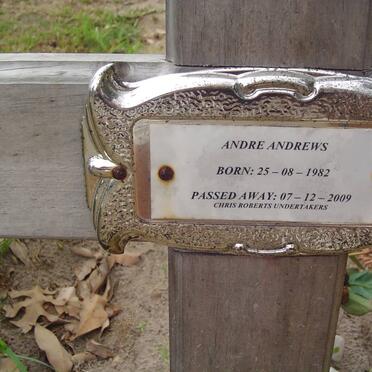 ANDRE ANDREWS
BORN: 25 – 08 – 1982
PASSED AWAY: 07 – 12 – 2009
CHRIS ROBERTS UNDERTAKERS